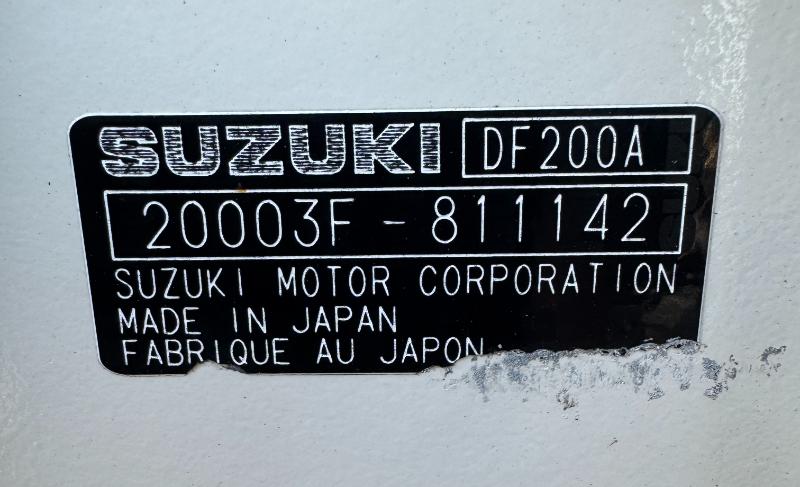 SUZUKI DF200A
20003F - 811142
SUZUKI MOTOR CORPORATION
MADE IN JAPAN
FABRIQUE AU JAPON